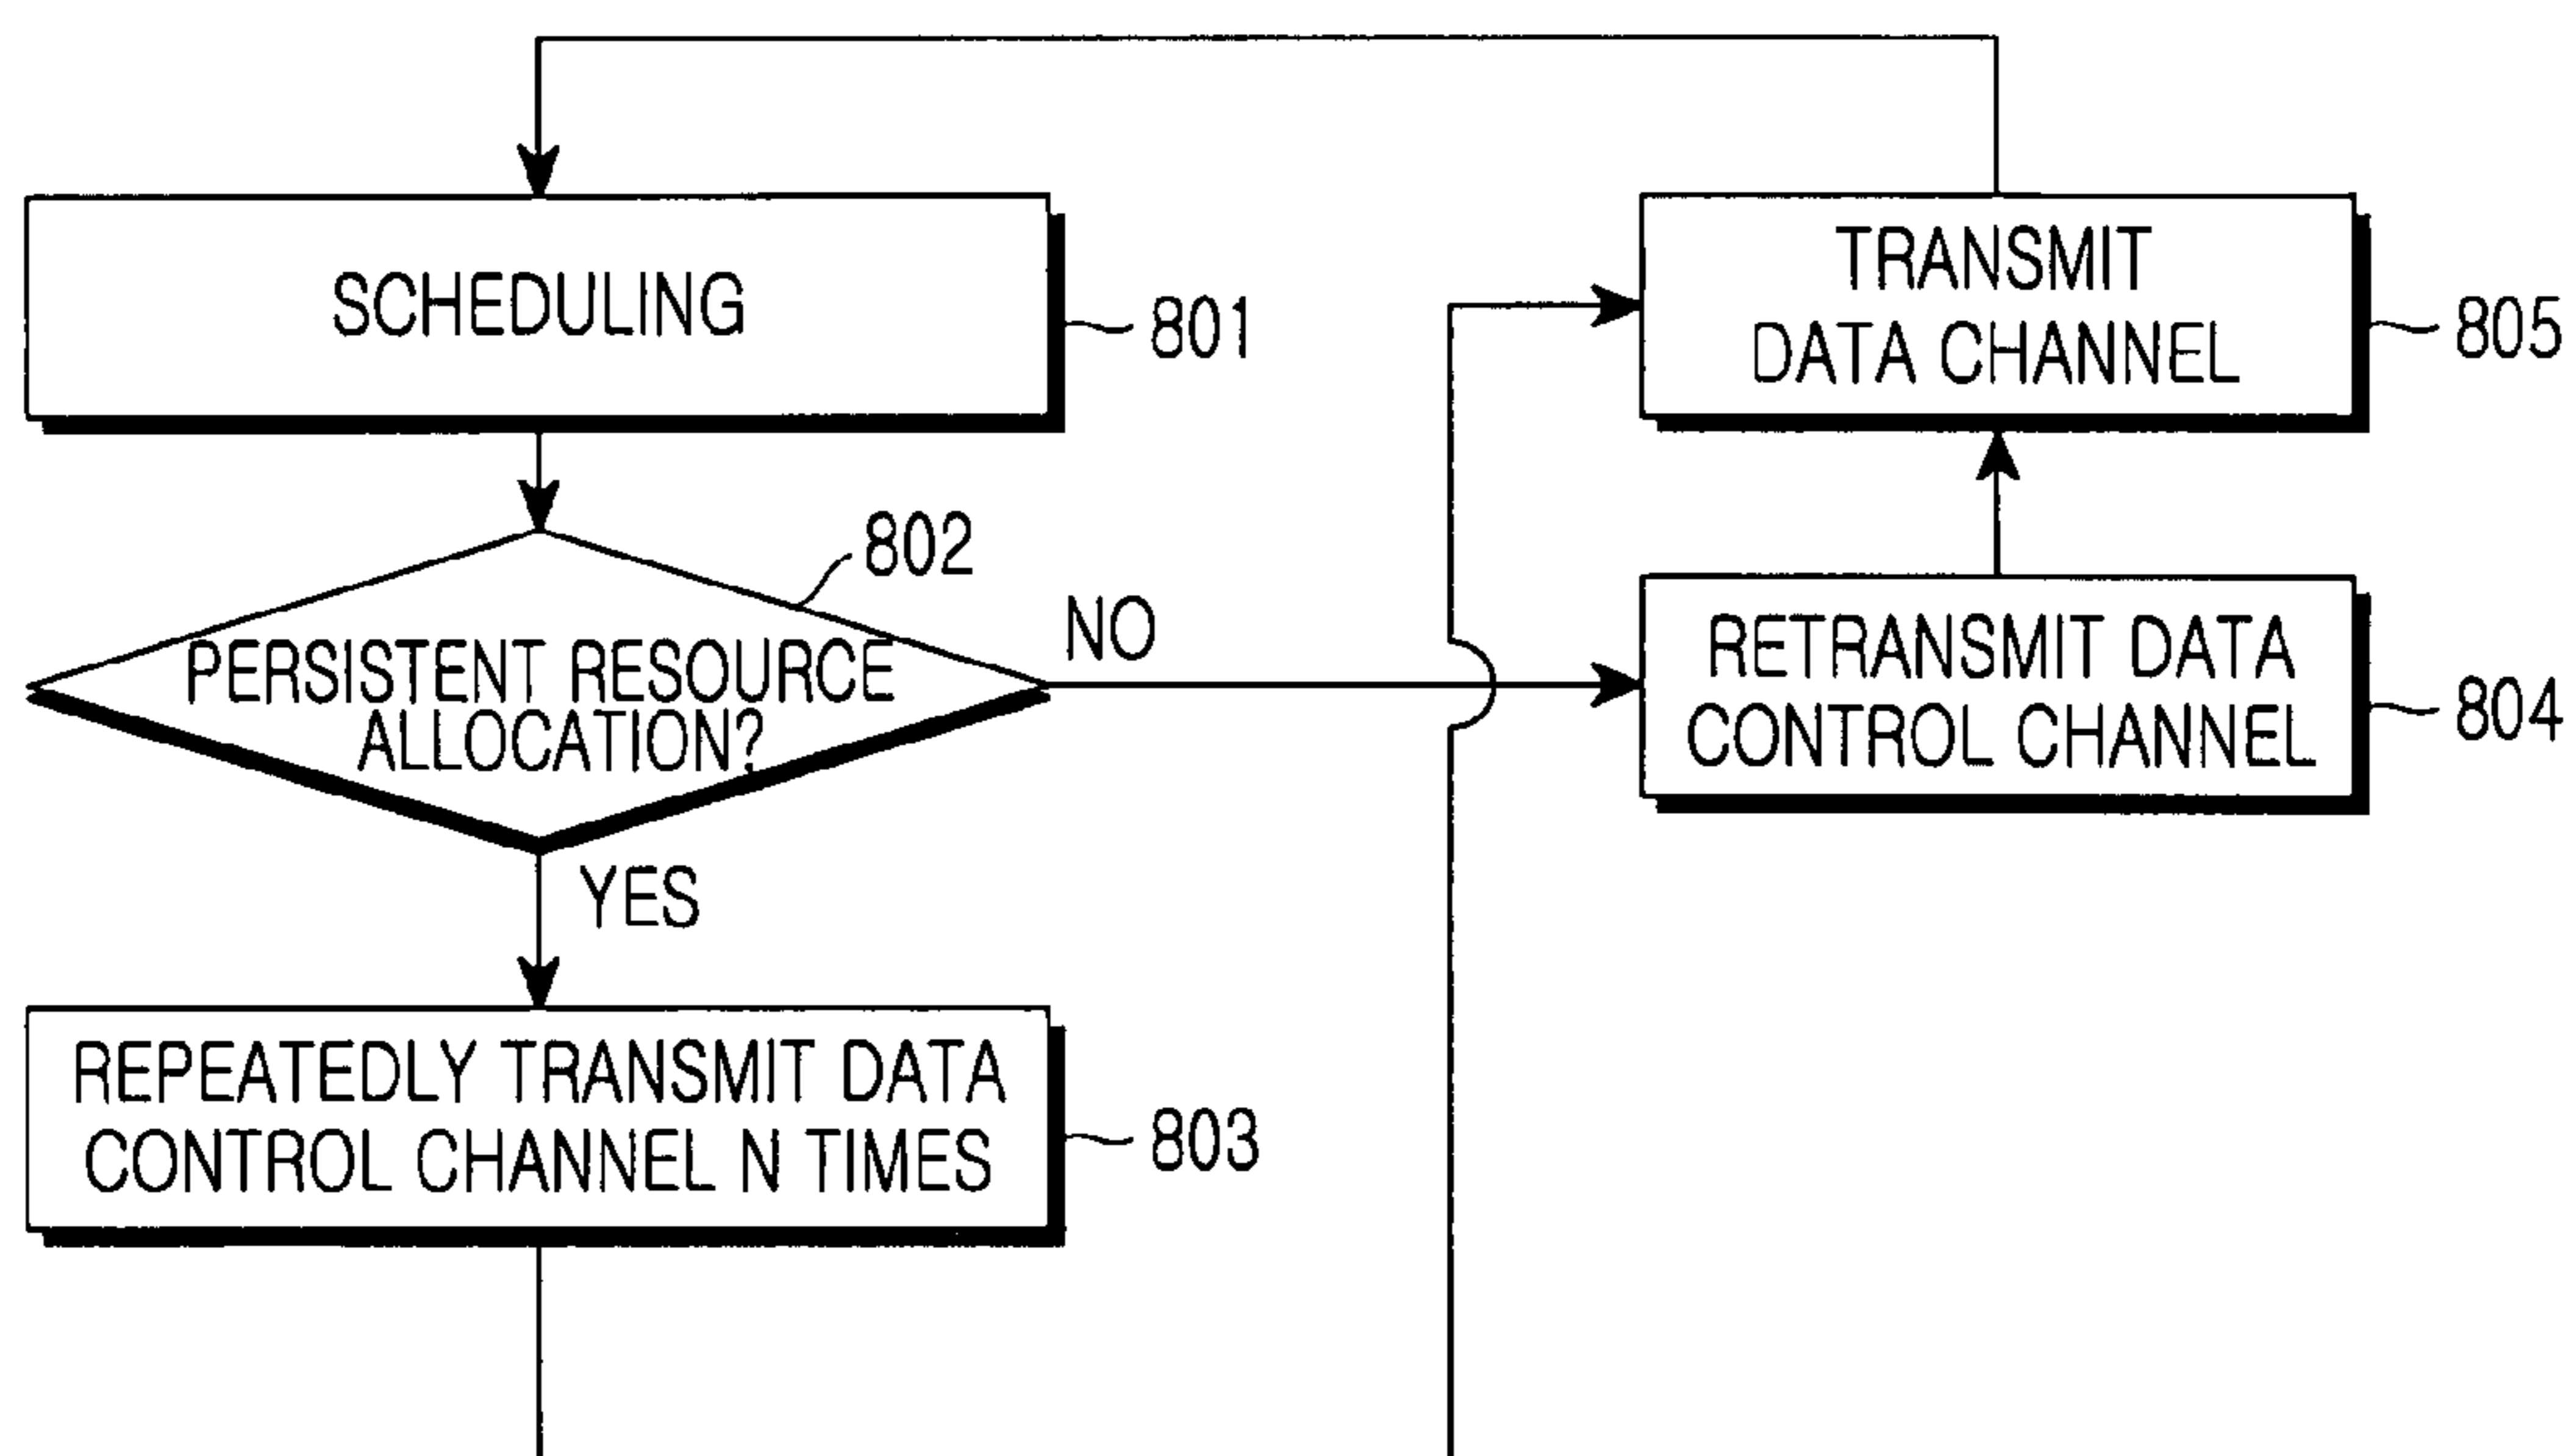 SCHEDULING
801
802
PERSISTENT RESOURCE
ALLOCATION?
NO
YES
REPEATEDLY TRANSMIT DATA
CONTROL CHANNEL N TIMES
803
TRANSMIT
DATA CHANNEL
805
RETRANSMIT DATA
CONTROL CHANNEL
804